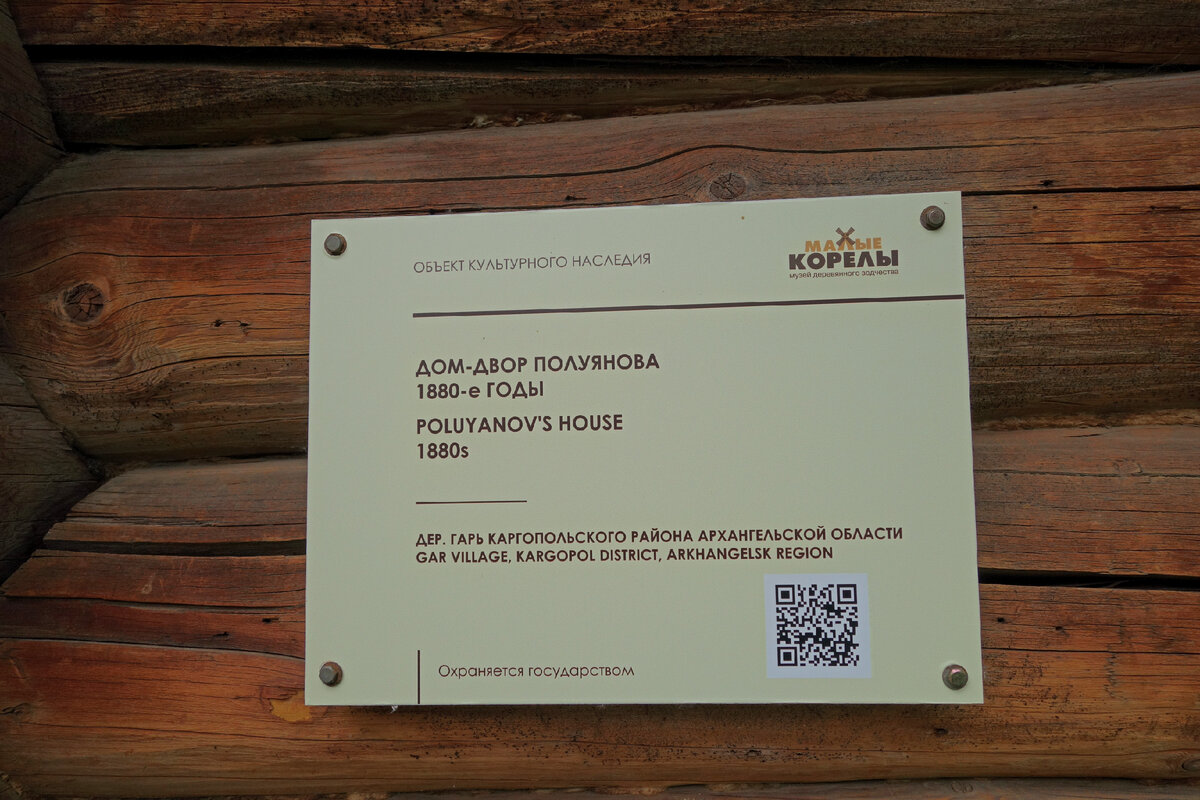 ОБЪЕКТ КУЛЬТУРНОГО НАСЛЕДИЯ
МАЛЫЕ
КОРЕЛЫ
музей деревянного зодчества
ДОМ-ДВОР ПОЛУЯНОВА
1880-е ГОДЫ
POLUYANOV'S HOUSE
1880s
ДЕР. ГАРЬ КАРГОПОЛЬСКОГО РАЙОНА АРХАНГЕЛЬСКОЙ ОБЛАСТИ
GAR VILLAGE, KARGOPOL DISTRICT, ARKHANGELSK REGION
Охраняется государством